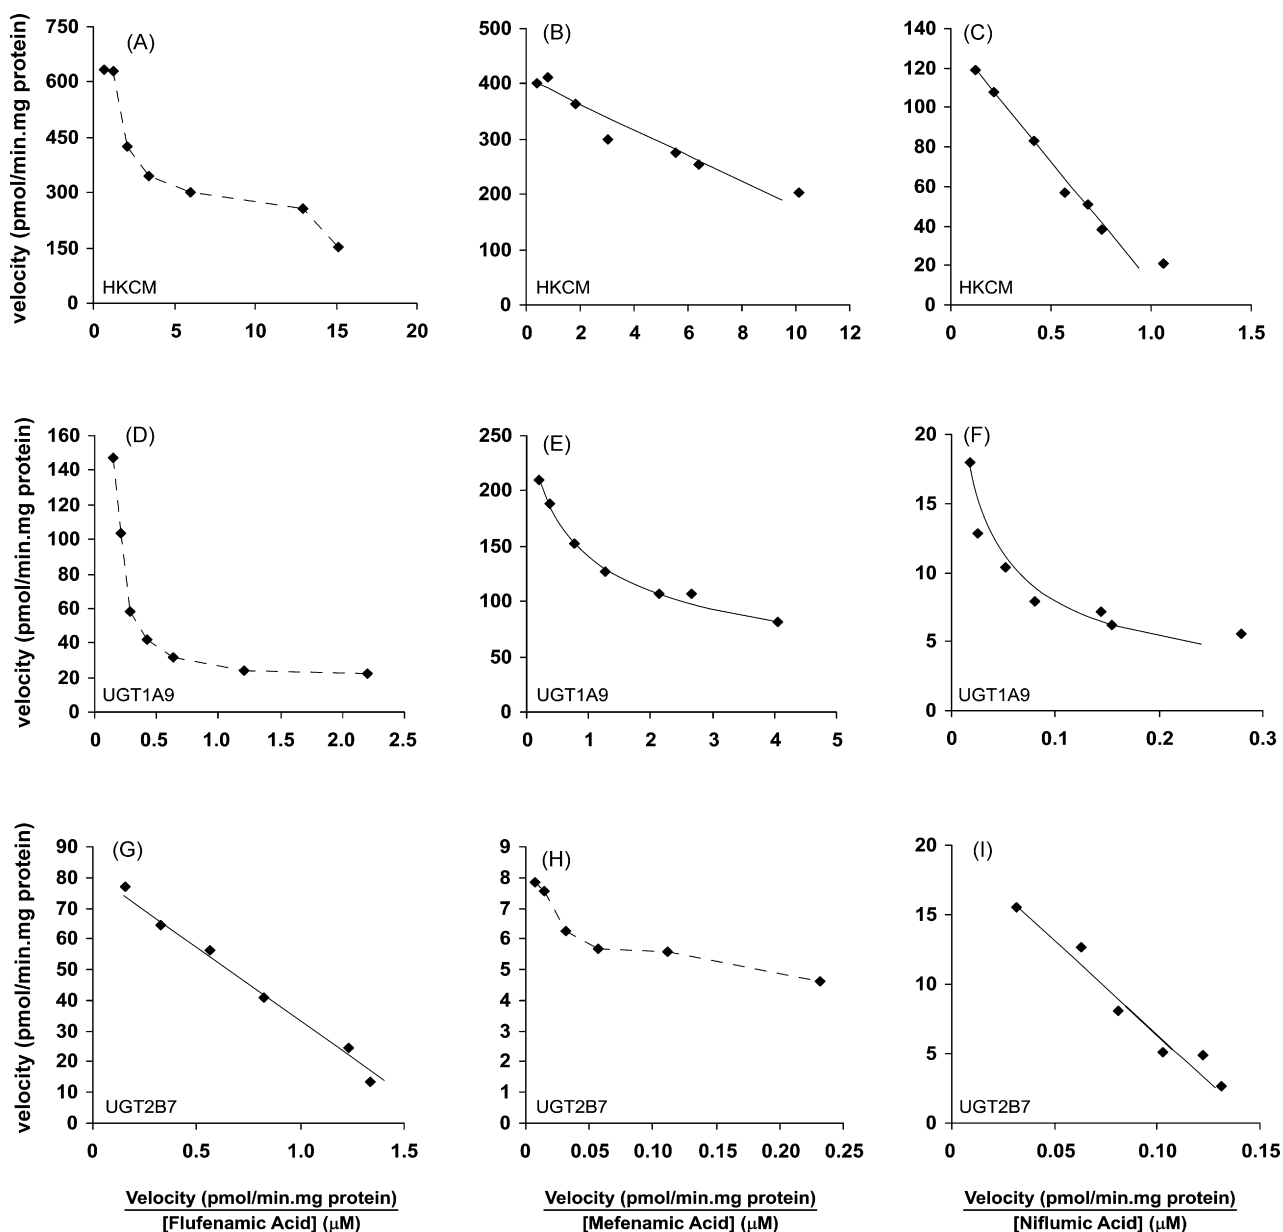 velocity (pmol/min.mg protein)
(A)
750
600
450
300
150
0
HKCM
0 5 10 15 20
(B)
500
400
300
200
100
0
HKCM
0 2 4 6 8 10 12
(C)
140
120
100
80
60
40
20
0
HKCM
0 0.5 1.0 1.5
velocity (pmol/min.mg protein)
(D)
160
140
120
100
80
60
40
20
0
UGT1A9
0 0.5 1.0 1.5 2.0 2.5
(E)
250
200
150
100
50
0
UGT1A9
0 1 2 3 4 5
(F)
20
15
10
5
0
UGT1A9
0 0.1 0.2 0.3
velocity (pmol/min.mg protein)
(G)
90
80
70
60
50
40
30
20
10
0
UGT2B7
0 0.5 1.0 1.5
(H)
9
8
7
6
5
4
3
2
1
0
UGT2B7
0 0.05 0.10 0.15 0.20 0.25
(I)
20
15
10
5
0
UGT2B7
0 0.05 0.10 0.15
Velocity (pmol/min.mg protein)
[Flufenamic Acid] (μM)
Velocity (pmol/min.mg protein)
[Mefenamic Acid] (μM)
Velocity (pmol/min.mg protein)
[Niflumic Acid] (μM)